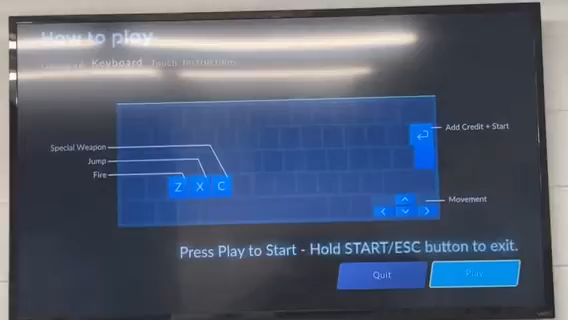 How to play
Keyboard Touch Instructions
Special Weapon
Jump
Fire
Z X C
Add Credit + Start
Movement
Press Play to Start - Hold START/ESC button to exit.
Quit
Play